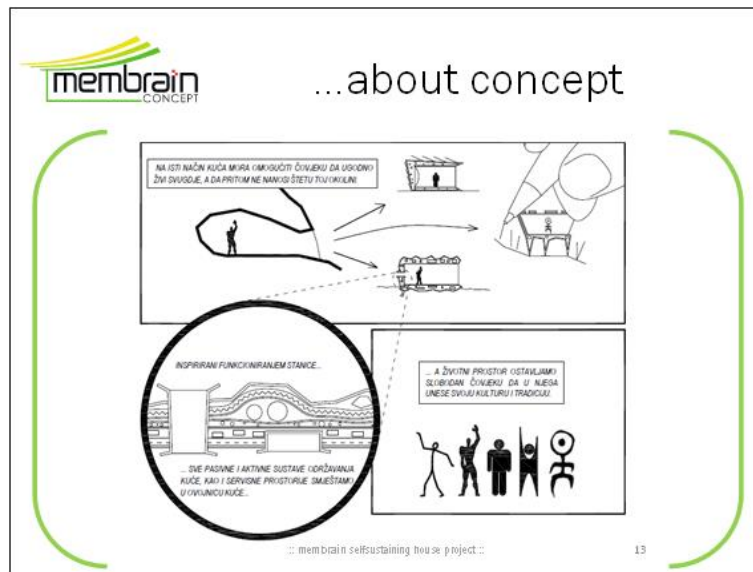 membrain
CONCEPT
...about concept
NA ISTI NAČIN KUĆA MORA OMOGUĆITI ČOVJEKU DA UGODNO
ŽIVI SVUGDJE, A DA PRITOM NE NANOSI ŠTETU TOJ OKOLINI.
INSPIRIRANI FUNKCIONIRANJEM STANICE...
... SVE PASIVNE I AKTIVNE SUSTAVE ODRŽAVANJA
KUĆE, KAO I SERVISNE PROSTORIJE SMJEŠTAMO
U OVOJNICU KUĆE...
... A ŽIVOTNI PROSTOR OSTAVLJAMO
SLOBODAN ČOVJEKU DA U NJEGA
UNESE SVOJU KULTURU I TRADICIJU.
:: membrain selfsustaining house project ::
13